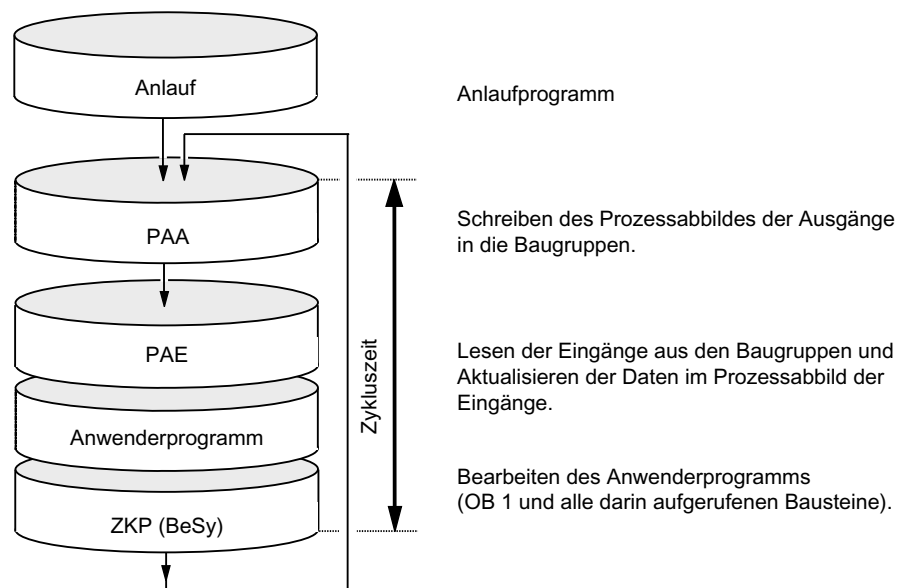 Anlauf
Anlaufprogramm
PAA
Schreiben des Prozessabbildes der Ausgänge
in die Baugruppen.
PAE
Lesen der Eingänge aus den Baugruppen und
Aktualisieren der Daten im Prozessabbild der
Eingänge.
Zykluszeit
Anwenderprogramm
Bearbeiten des Anwenderprogramms
(OB 1 und alle darin aufgerufenen Bausteine).
ZKP (BeSy)